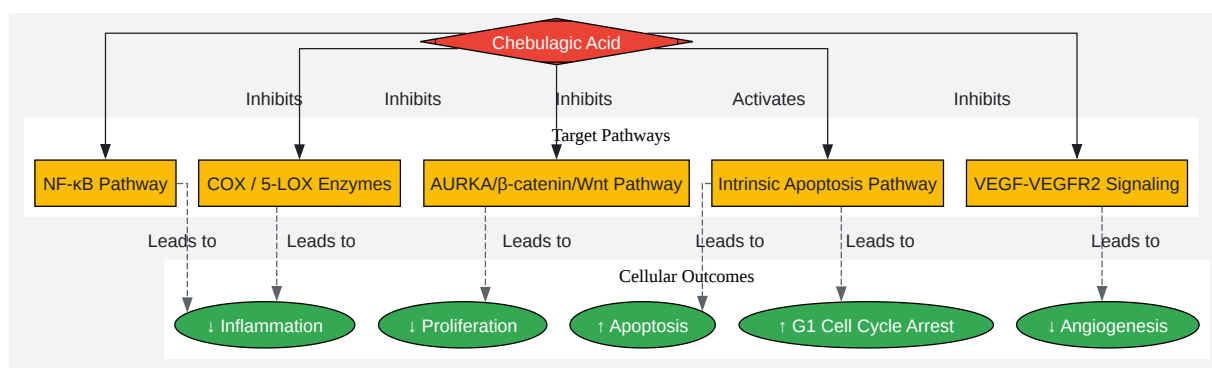 Chebulagic Acid
Inhibits
Inhibits
Inhibits
Activates
Inhibits
Target Pathways
NF-κB Pathway
COX / 5-LOX Enzymes
AURKA/β-catenin/Wnt Pathway
Intrinsic Apoptosis Pathway
VEGF-VEGFR2 Signaling
Leads to
Leads to
Leads to
Leads to
Leads to
Leads to
Cellular Outcomes
↓ Inflammation
↓ Proliferation
↑ Apoptosis
↑ G1 Cell Cycle Arrest
↓ Angiogenesis